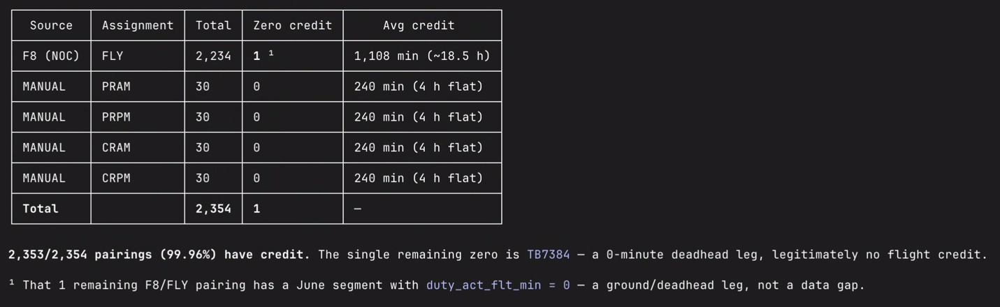 Source Assignment Total Zero credit Avg credit
F8 (NOC) FLY 2,234 1 ¹ 1,108 min (~18.5 h)
MANUAL PRAM 30 0 240 min (4 h flat)
MANUAL PRPM 30 0 240 min (4 h flat)
MANUAL CRAM 30 0 240 min (4 h flat)
MANUAL CRPM 30 0 240 min (4 h flat)
Total 2,354 1 —
2,353/2,354 pairings (99.96%) have credit. The single remaining zero is TB7384 — a 0-minute deadhead leg, legitimately no flight credit.
¹ That 1 remaining F8/FLY pairing has a June segment with duty_act_flt_min = 0 — a ground/deadhead leg, not a data gap.